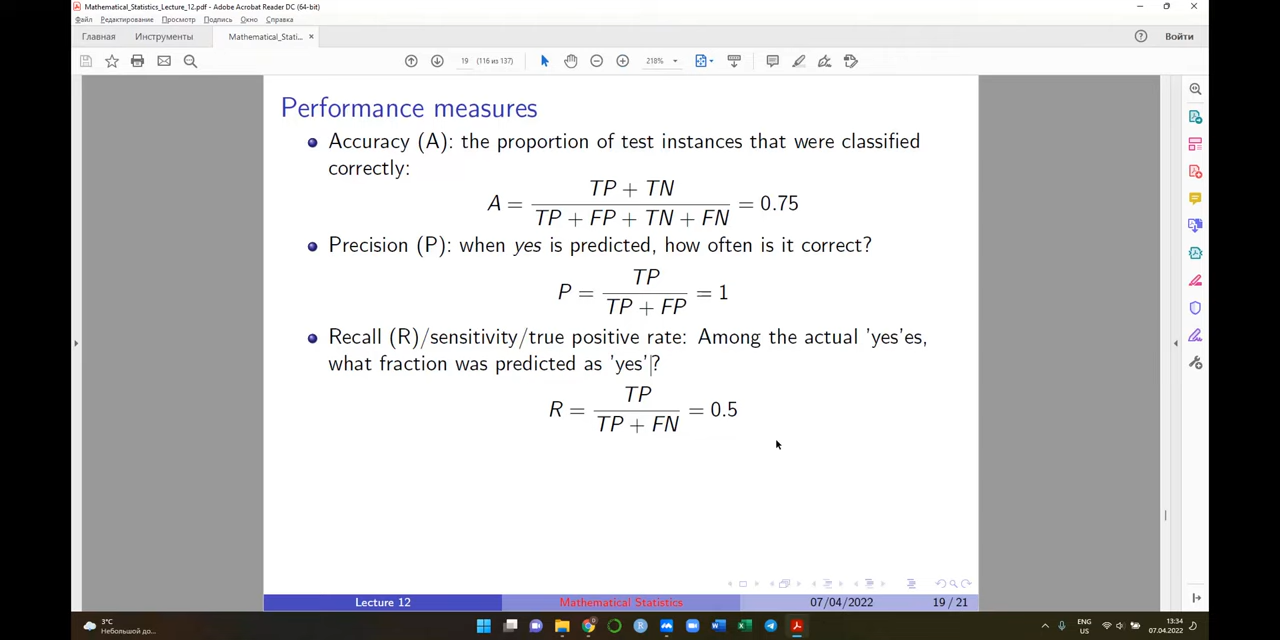 Mathematical_Statistics_Lecture_12.pdf - Adobe Acrobat Reader DC (64-bit)
Файл Редактирование Просмотр Подпись Окно Справка
Главная Инструменты Mathematical_Stati... × Войти
19 (116 из 137) 218%
Performance measures
Accuracy (A): the proportion of test instances that were classified
correctly:
A = TP + TN / TP + FP + TN + FN = 0.75
Precision (P): when yes is predicted, how often is it correct?
P = TP / TP + FP = 1
Recall (R)/sensitivity/true positive rate: Among the actual 'yes'es,
what fraction was predicted as 'yes'|?
R = TP / TP + FN = 0.5
Lecture 12 Mathematical Statistics 07/04/2022 19 / 21
3°C
Небольшой до...
ENG
US
13:34
07.04.2022